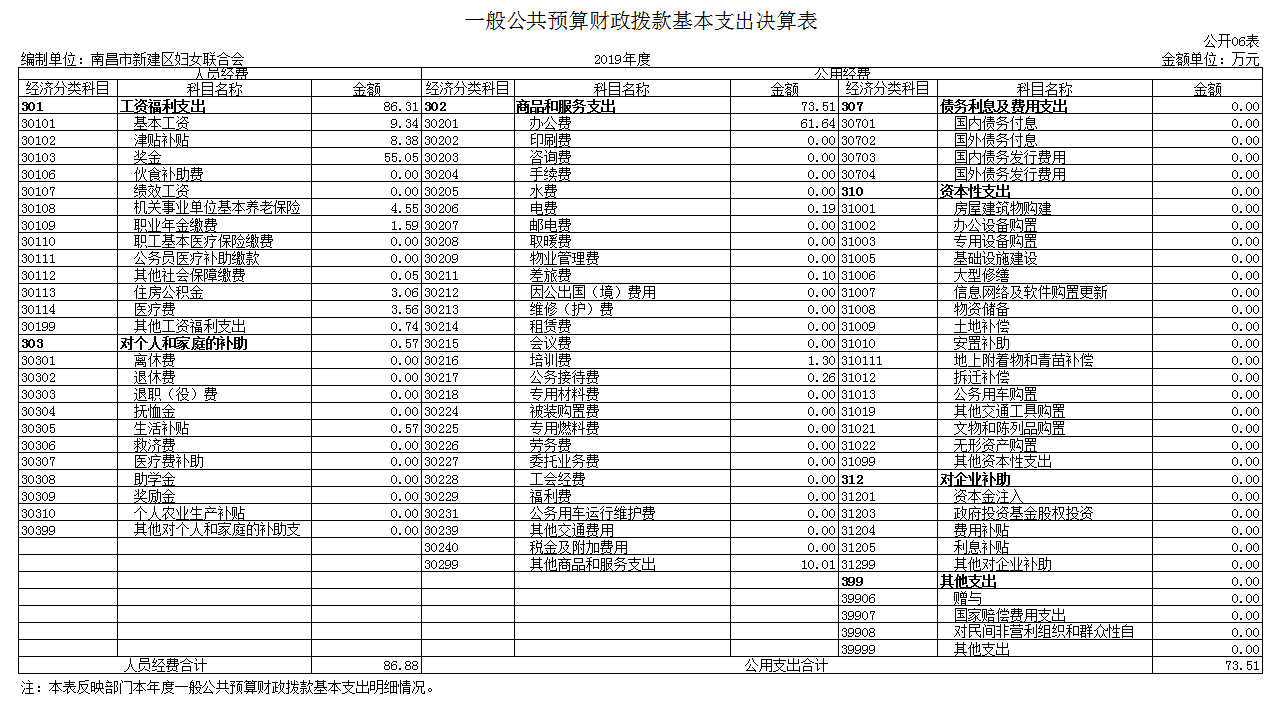 一般公共预算财政拨款基本支出决算表
公开06表
编制单位：南昌市新建区妇女联合会 2019年度 金额单位：万元
人员经费 公用经费
经济分类科目 科目名称 金额 经济分类科目 科目名称 金额 经济分类科目 科目名称 金额
301 工资福利支出 86.31 302 商品和服务支出 73.51 307 债务利息及费用支出 0.00
30101 基本工资 9.34 30201 办公费 61.64 30701 国内债务付息 0.00
30102 津贴补贴 8.38 30202 印刷费 0.00 30702 国外债务付息 0.00
30103 奖金 55.05 30203 咨询费 0.00 30703 国内债务发行费用 0.00
30106 伙食补助费 0.00 30204 手续费 0.00 30704 国外债务发行费用 0.00
30107 绩效工资 0.00 30205 水费 0.00 310 资本性支出 0.00
30108 机关事业单位基本养老保险 4.55 30206 电费 0.19 31001 房屋建筑物购建 0.00
30109 职业年金缴费 1.59 30207 邮电费 0.00 31002 办公设备购置 0.00
30110 职工基本医疗保险缴费 0.00 30208 取暖费 0.00 31003 专用设备购置 0.00
30111 公务员医疗补助缴款 0.00 30209 物业管理费 0.00 31005 基础设施建设 0.00
30112 其他社会保障缴费 0.05 30211 差旅费 0.10 31006 大型修缮 0.00
30113 住房公积金 3.06 30212 因公出国（境）费用 0.00 31007 信息网络及软件购置更新 0.00
30114 医疗费 3.56 30213 维修（护）费 0.00 31008 物资储备 0.00
30199 其他工资福利支出 0.74 30214 租赁费 0.00 31009 土地补偿 0.00
303 对个人和家庭的补助 0.57 30215 会议费 0.00 31010 安置补助 0.00
30301 离休费 0.00 30216 培训费 1.30 310111 地上附着物和青苗补偿 0.00
30302 退休费 0.00 30217 公务接待费 0.26 31012 拆迁补偿 0.00
30303 退职（役）费 0.00 30218 专用材料费 0.00 31013 公务用车购置 0.00
30304 抚恤金 0.00 30224 被装购置费 0.00 31019 其他交通工具购置 0.00
30305 生活补贴 0.57 30225 专用燃料费 0.00 31021 文物和陈列品购置 0.00
30306 救济费 0.00 30226 劳务费 0.00 31022 无形资产购置 0.00
30307 医疗费补助 0.00 30227 委托业务费 0.00 31099 其他资本性支出 0.00
30308 助学金 0.00 30228 工会经费 0.00 312 对企业补助 0.00
30309 奖励金 0.00 30229 福利费 0.00 31201 资本金注入 0.00
30310 个人农业生产补贴 0.00 30231 公务用车运行维护费 0.00 31203 政府投资基金股权投资 0.00
30399 其他对个人和家庭的补助支 0.00 30239 其他交通费用 0.00 31204 费用补贴 0.00
30240 税金及附加费用 0.00 31205 利息补贴 0.00
30299 其他商品和服务支出 10.01 31299 其他对企业补助 0.00
399 其他支出 0.00
39906 赠与 0.00
39907 国家赔偿费用支出 0.00
39908 对民间非营利组织和群众性自 0.00
39999 其他支出 0.00
人员经费合计 86.88 公用支出合计 73.51
注：本表反映部门本年度一般公共预算财政拨款基本支出明细情况。